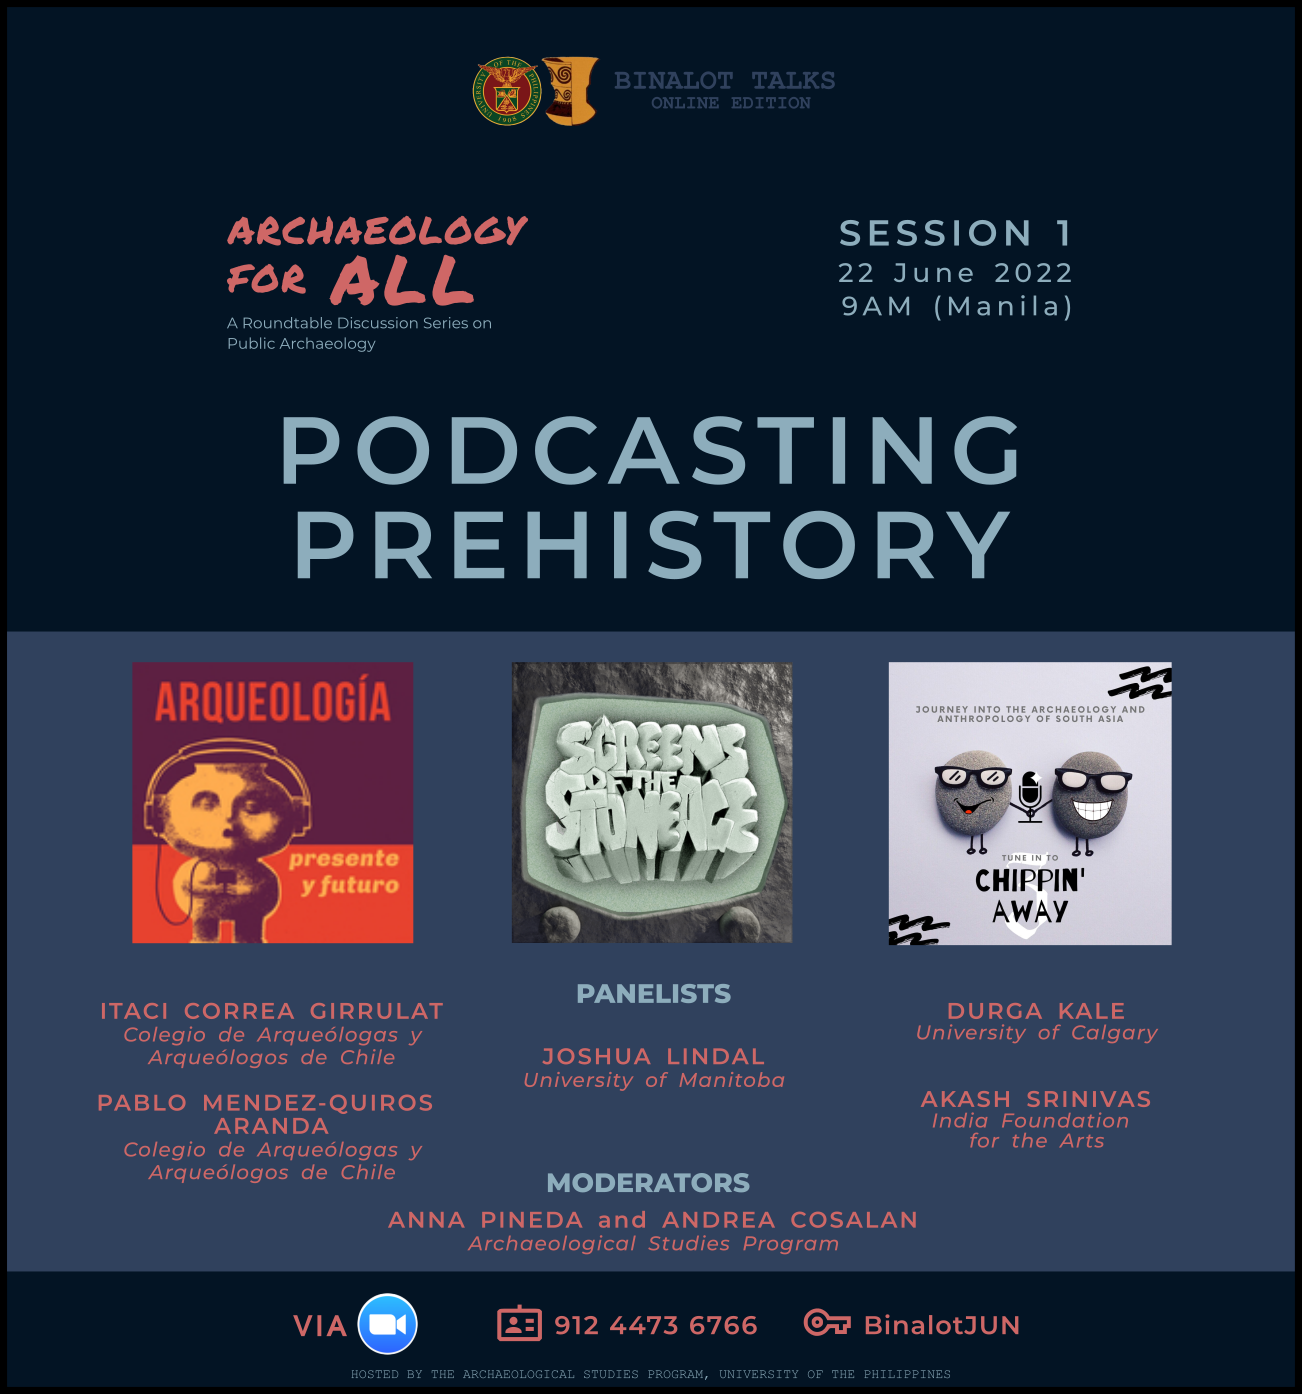 UNIVERSITY OF THE PHILIPPINES
1908
BINALOT TALKS
ONLINE EDITION
ARCHAEOLOGY
FOR ALL
A Roundtable Discussion Series on
Public Archaeology
SESSION 1
22 June 2022
9AM (Manila)
PODCASTING
PREHISTORY
ARQUEOLOGÍA
presente
y futuro
SCREENS
OF THE
STONE AGE
JOURNEY INTO THE ARCHAEOLOGY AND
ANTHROPOLOGY OF SOUTH ASIA
TUNE IN TO
CHIPPIN'
AWAY
ITACI CORREA GIRRULAT
Colegio de Arqueólogas y
Arqueólogos de Chile
PABLO MENDEZ-QUIROS
ARANDA
Colegio de Arqueólogas y
Arqueólogos de Chile
PANELISTS
JOSHUA LINDAL
University of Manitoba
DURGA KALE
University of Calgary
AKASH SRINIVAS
India Foundation
for the Arts
MODERATORS
ANNA PINEDA and ANDREA COSALAN
Archaeological Studies Program
VIA
912 4473 6766
BinalotJUN
HOSTED BY THE ARCHAEOLOGICAL STUDIES PROGRAM, UNIVERSITY OF THE PHILIPPINES